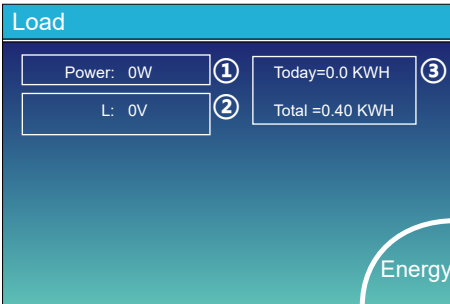 Load
Power: 0W ① Today=0.0 KWH ③
L: 0V ② Total =0.40 KWH
Energy